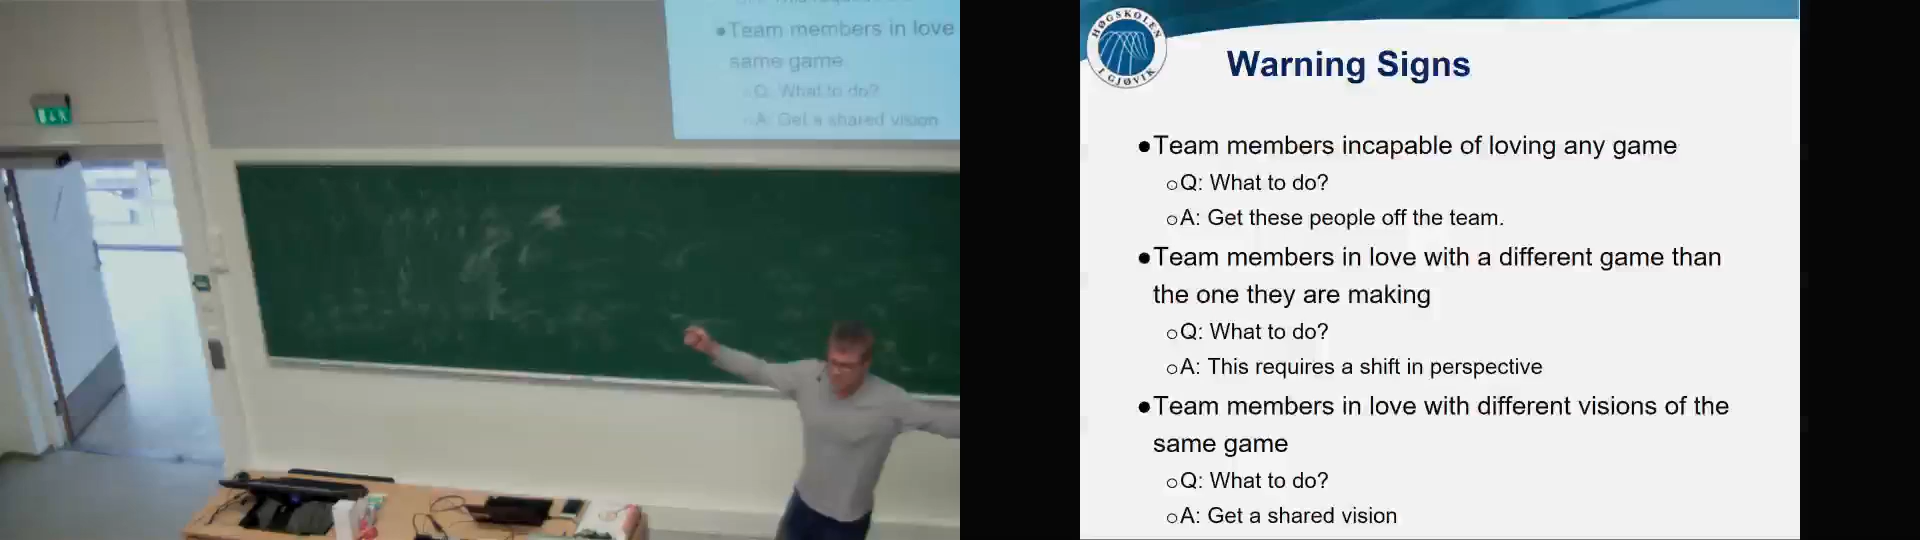 ●Team members in love
same game
○Q: What to do?
○A: Get a shared vision
HØGSKOLEN
I GJØVIK
Warning Signs
●Team members incapable of loving any game
○Q: What to do?
○A: Get these people off the team.
●Team members in love with a different game than
the one they are making
○Q: What to do?
○A: This requires a shift in perspective
●Team members in love with different visions of the
same game
○Q: What to do?
○A: Get a shared vision